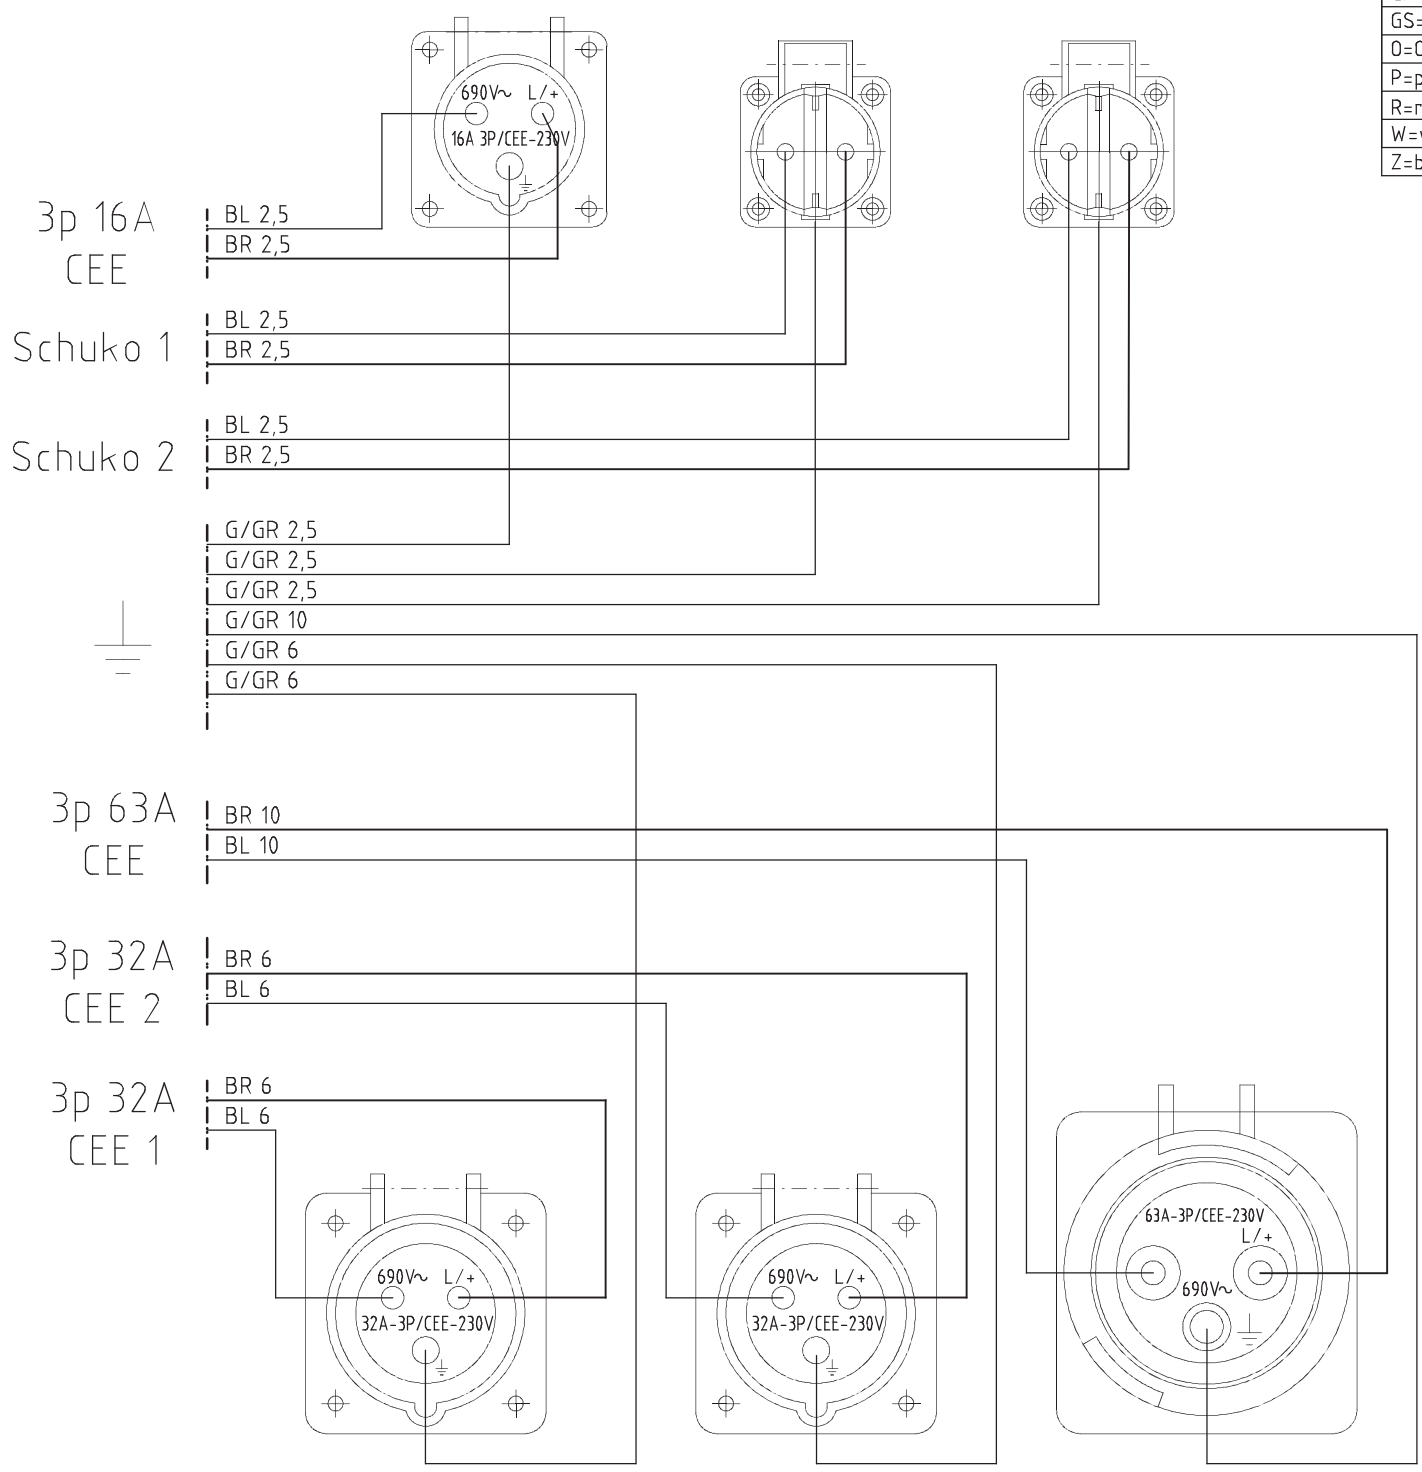 GS=
O=
P=p
R=r
W=
Z=b
690V~ L/+
16A 3P/CEE-230V
3p 16A
CEE
BL 2,5
BR 2,5
Schuko 1
BL 2,5
BR 2,5
Schuko 2
BL 2,5
BR 2,5
G/GR 2,5
G/GR 2,5
G/GR 2,5
G/GR 10
G/GR 6
G/GR 6
3p 63A
CEE
BR 10
BL 10
3p 32A
CEE 2
BR 6
BL 6
3p 32A
CEE 1
BR 6
BL 6
690V~ L/+
32A-3P/CEE-230V
690V~ L/+
32A-3P/CEE-230V
63A-3P/CEE-230V
L/+
690V~